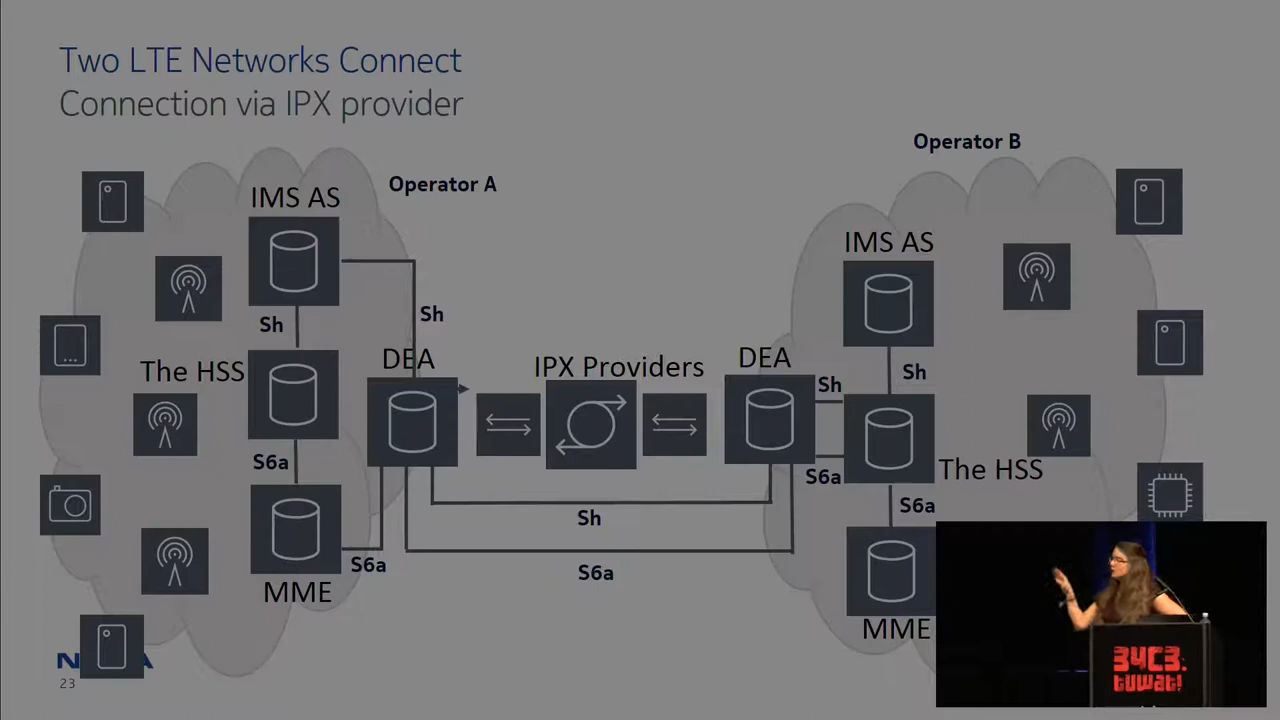 Two LTE Networks Connect
Connection via IPX provider
Operator A
Operator B
IMS AS
Sh
Sh
The HSS
DEA
S6a
S6a
MME
IPX Providers
Sh
S6a
DEA
Sh
S6a
IMS AS
Sh
The HSS
S6a
MME
23
34C3.
tuwat!